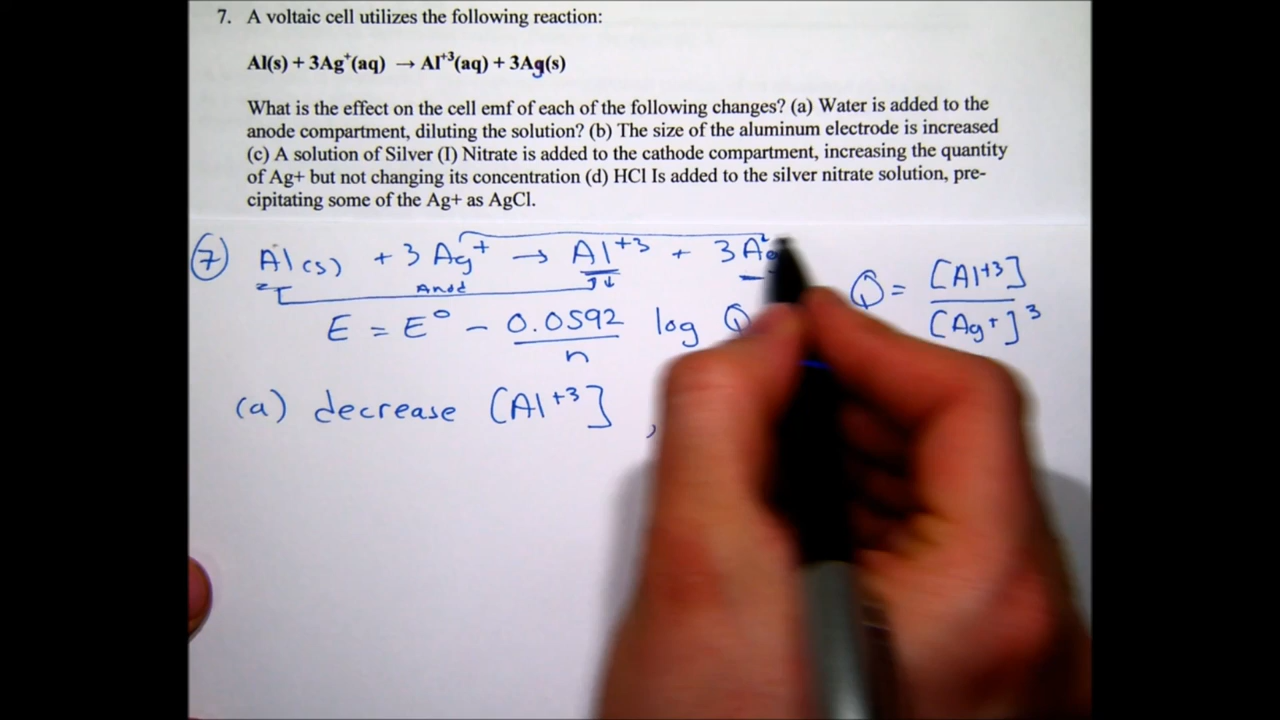 7. A voltaic cell utilizes the following reaction:
Al(s) + 3Ag⁺(aq) → Al⁺³(aq) + 3Ag(s)
What is the effect on the cell emf of each of the following changes? (a) Water is added to the
anode compartment, diluting the solution? (b) The size of the aluminum electrode is increased
(c) A solution of Silver (I) Nitrate is added to the cathode compartment, increasing the quantity
of Ag+ but not changing its concentration (d) HCl Is added to the silver nitrate solution, pre-
cipitating some of the Ag+ as AgCl.
7 Al(s) + 3Ag⁺ → Al⁺³ + 3A
Anod
Q = [Al+3] / [Ag⁺]³
E = E° − 0.0592 / n log Q
(a) decrease [Al⁺³] ,